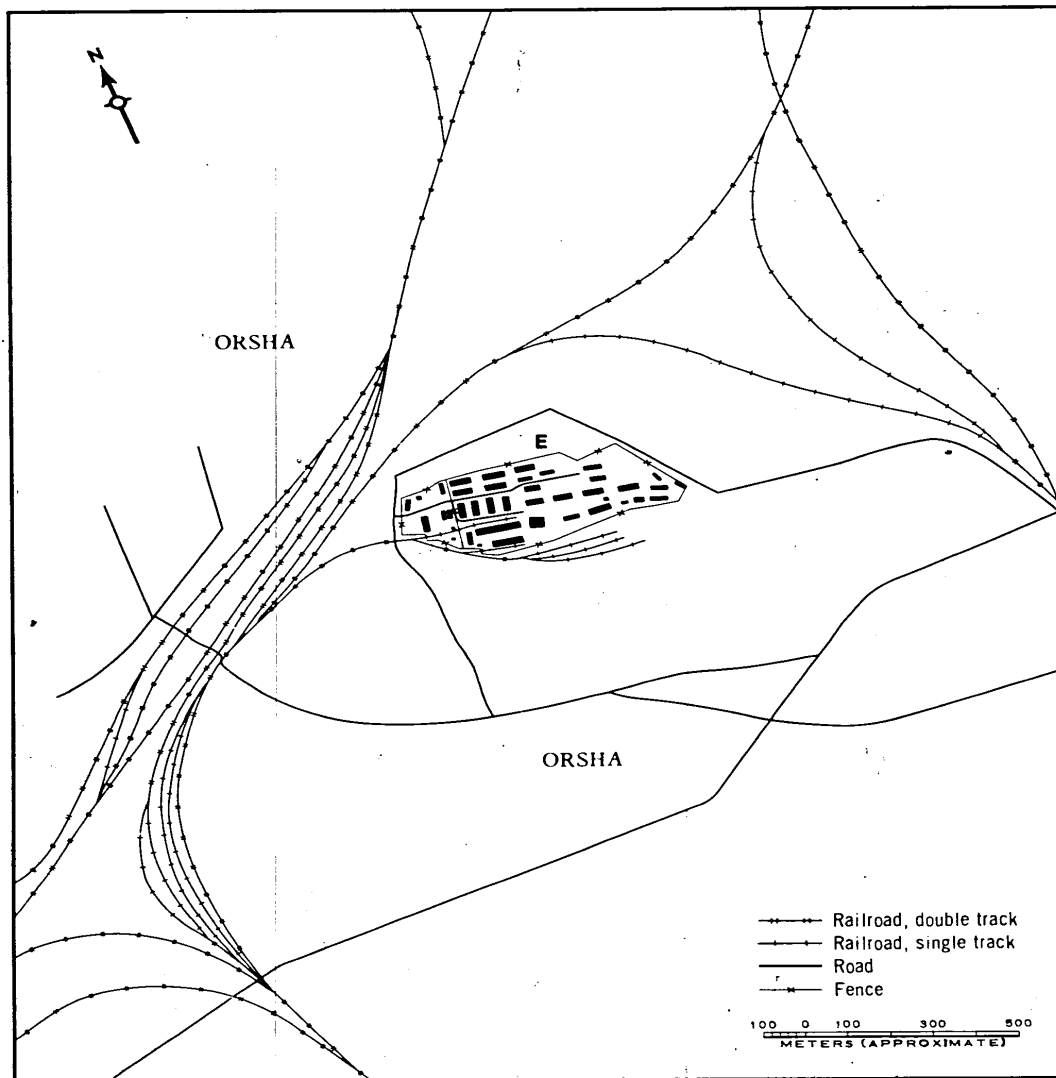 N
ORSHA
E
ORSHA
Railroad, double track
Railroad, single track
Road
Fence
100 0 100 300 500
METERS (APPROXIMATE)